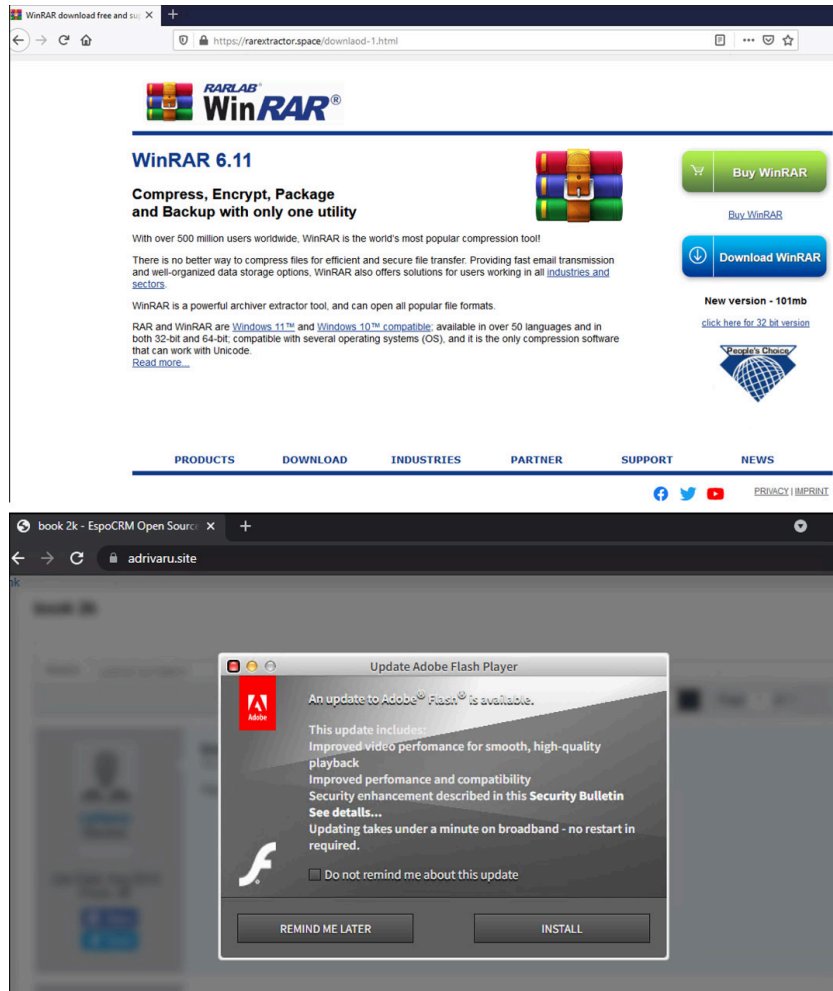 WinRAR download free and sup
https://rarextractor.space/downlaod-1.html
RARLAB®
WinRAR®
WinRAR 6.11
Compress, Encrypt, Package
and Backup with only one utility
With over 500 million users worldwide, WinRAR is the world's most popular compression tool!
There is no better way to compress files for efficient and secure file transfer. Providing fast email transmission
and well-organized data storage options, WinRAR also offers solutions for users working in all industries and
sectors.
WinRAR is a powerful archiver extractor tool, and can open all popular file formats.
RAR and WinRAR are Windows 11™ and Windows 10™ compatible; available in over 50 languages and in
both 32-bit and 64-bit; compatible with several operating systems (OS), and it is the only compression software
that can work with Unicode.
Read more...
Buy WinRAR
Buy WinRAR
Download WinRAR
New version - 101mb
click here for 32 bit version
People's Choice
PRODUCTS DOWNLOAD INDUSTRIES PARTNER SUPPORT NEWS
PRIVACY | IMPRINT
book 2k - EspoCRM Open Sourc
adrivaru.site
book 2k
Update Adobe Flash Player
Adobe
An update to Adobe® Flash® is available.
This update includes:
Improved video perfomance for smooth, high-quality
playback
Improved perfomance and compatibility
Security enhancement described in this Security Bulletin
See detalls...
Updating takes under a minute on broadband - no restart in
required.
Do not remind me about this update
REMIND ME LATER INSTALL